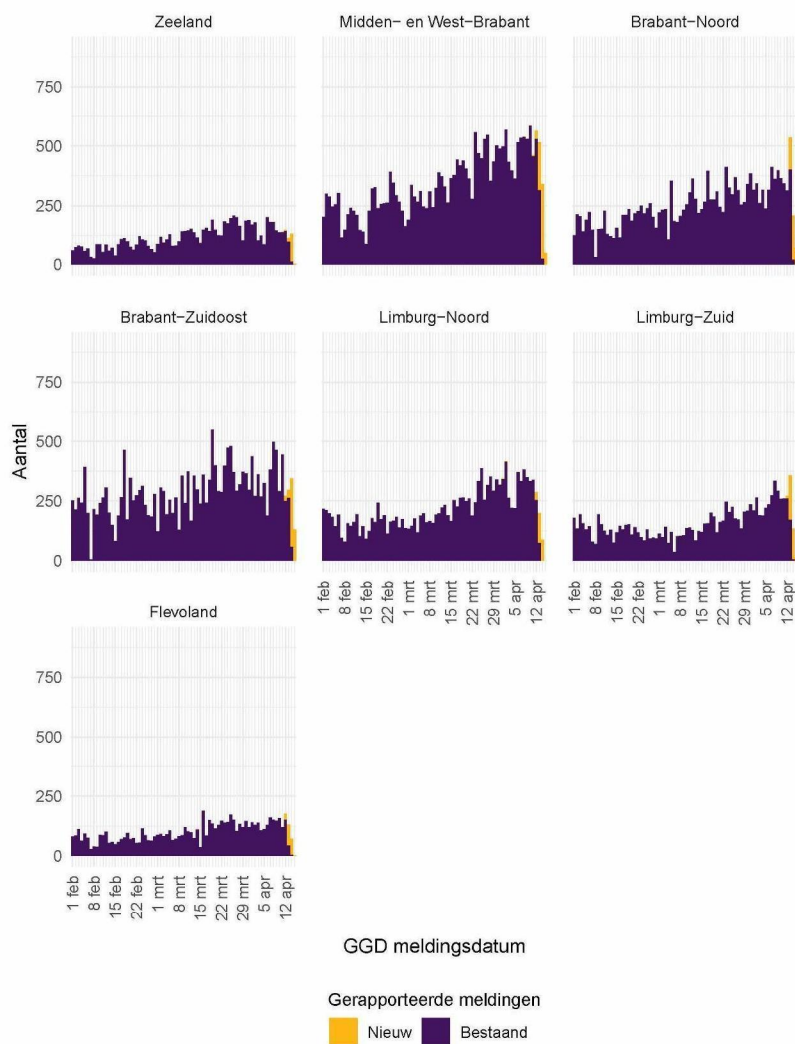 Zeeland
Midden- en West-Brabant
Brabant-Noord
750
500
250
0
Brabant-Zuidoost
Limburg-Noord
Limburg-Zuid
Aantal
750
500
250
0
1 feb
8 feb
15 feb
22 feb
1 mrt
8 mrt
15 mrt
22 mrt
29 mrt
5 apr
12 apr
1 feb
8 feb
15 feb
22 feb
1 mrt
8 mrt
15 mrt
22 mrt
29 mrt
5 apr
12 apr
Flevoland
750
500
250
0
1 feb
8 feb
15 feb
22 feb
1 mrt
8 mrt
15 mrt
22 mrt
29 mrt
5 apr
12 apr
GGD meldingsdatum
Gerapporteerde meldingen
Nieuw
Bestaand